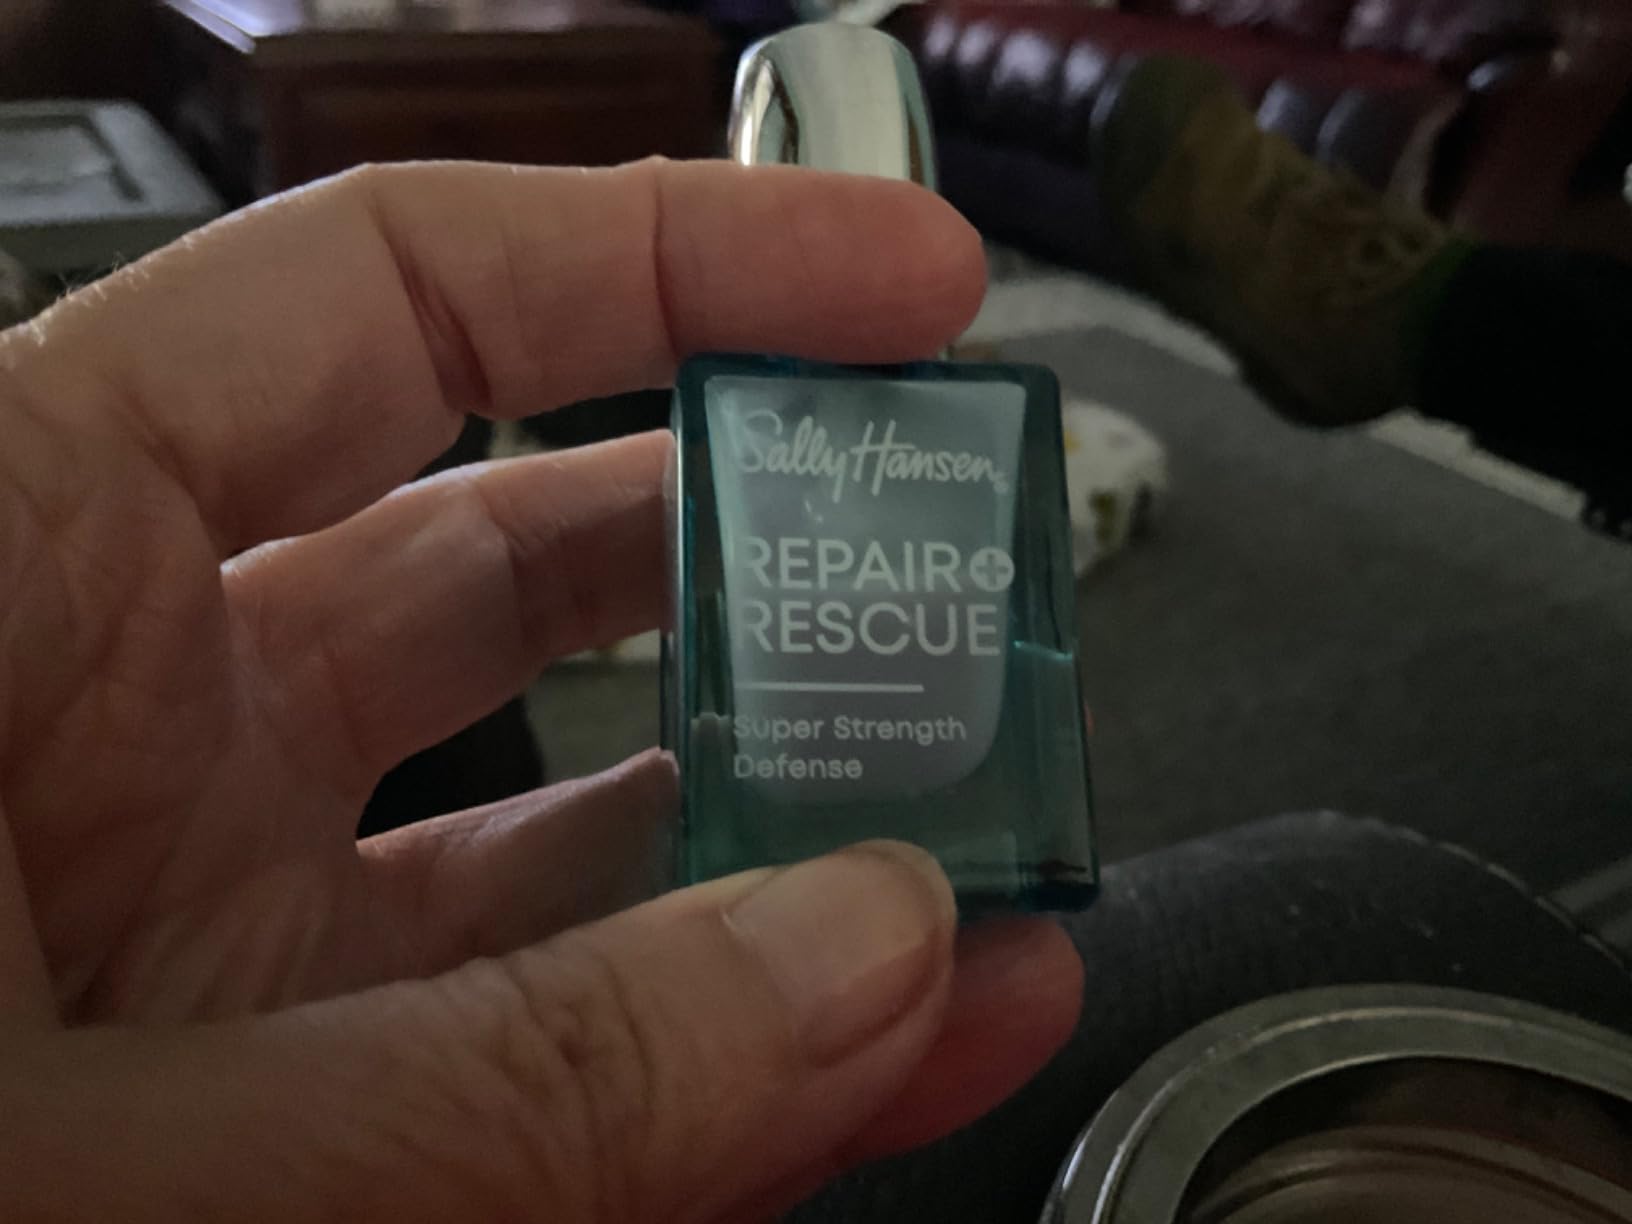 Sally Hansen
REPAIR+
RESCUE
Super Strength
Defense